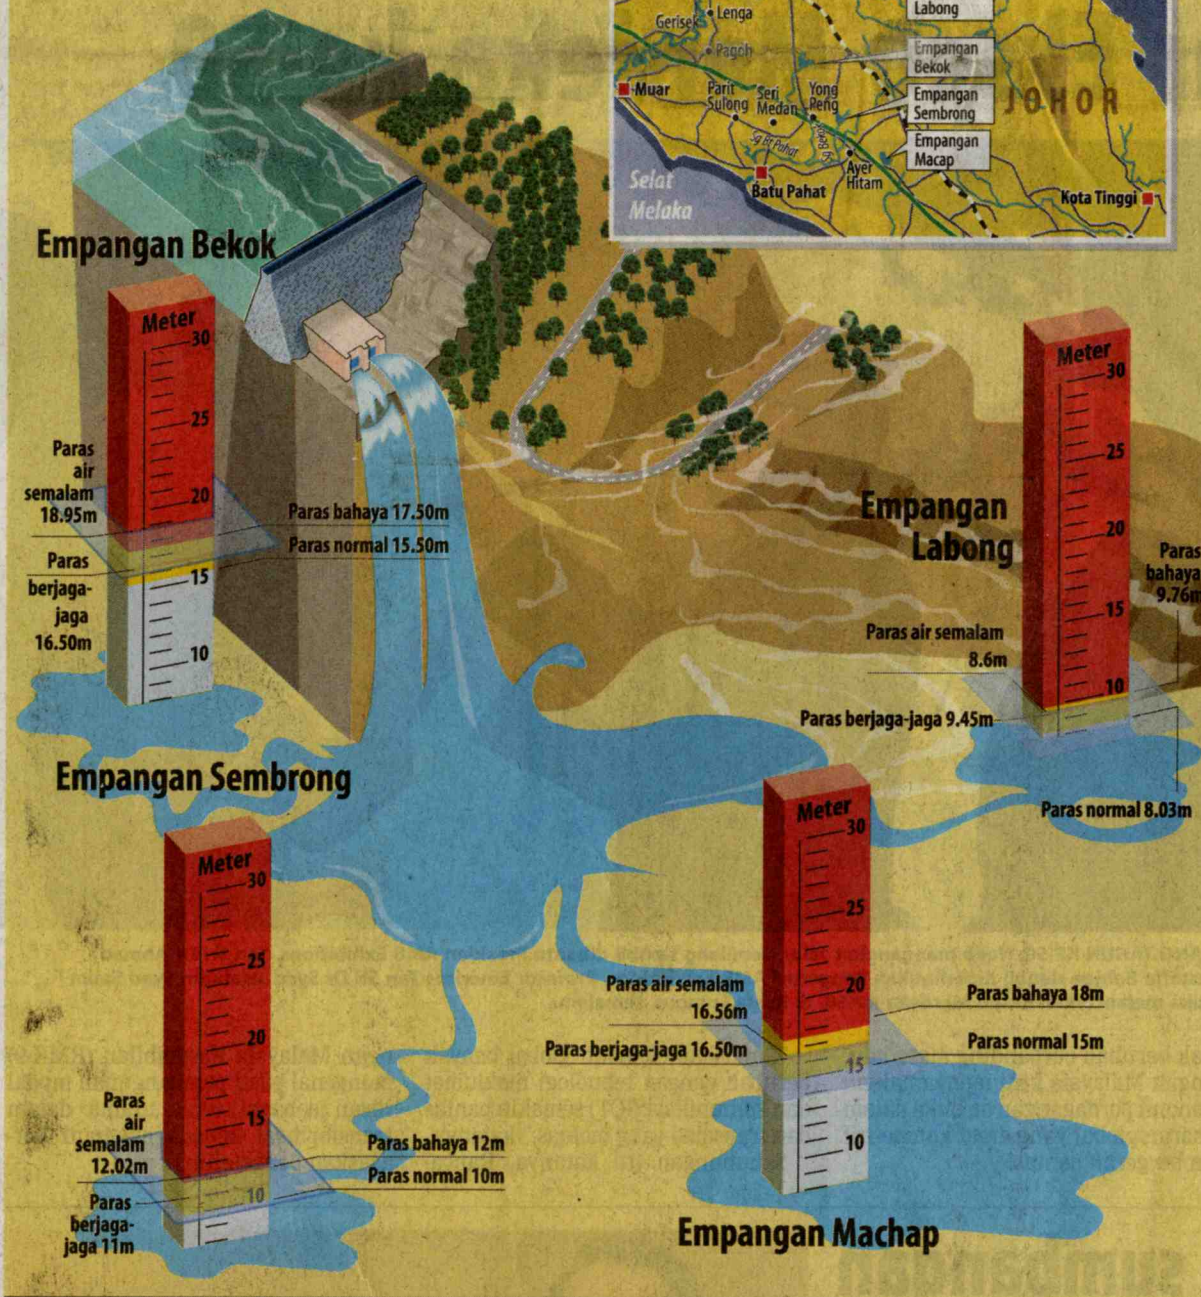 Gerisek
Lenga
Pagoh
Labong
Empangan
Bekok
Empangan
Sembrong
Empangan
Macap
JOHOR
Muar
Parit
Sulong
Seri
Medan
Yong
Peng
Sg Bt Pahat
Sg Bekok
Ayer
Hitam
Batu Pahat
Kota Tinggi
Selat
Melaka
Empangan Bekok
Meter
30
25
20
15
10
Paras
air
semalam
18.95m
Paras
berjaga-
jaga
16.50m
Paras bahaya 17.50m
Paras normal 15.50m
Empangan
Labong
Meter
30
25
20
15
10
Paras
bahaya
9.76m
Paras air semalam
8.6m
Paras berjaga-jaga 9.45m
Paras normal 8.03m
Empangan Sembrong
Meter
30
25
20
15
10
Paras
air
semalam
12.02m
Paras
berjaga-
jaga 11m
Paras bahaya 12m
Paras normal 10m
Meter
30
25
20
15
10
Paras air semalam
16.56m
Paras berjaga-jaga 16.50m
Paras bahaya 18m
Paras normal 15m
Empangan Machap